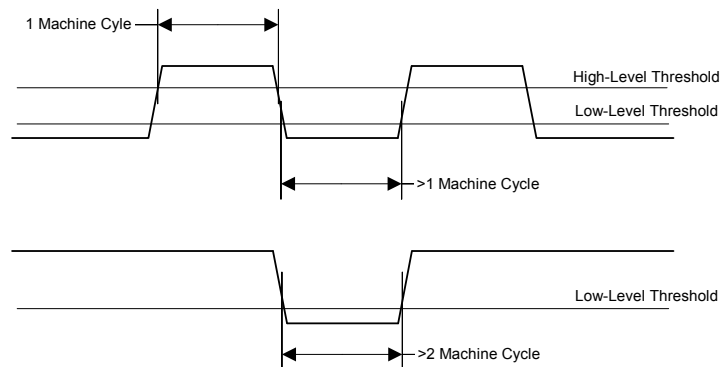 1 Machine Cyle
High-Level Threshold
Low-Level Threshold
>1 Machine Cycle
Low-Level Threshold
>2 Machine Cycle